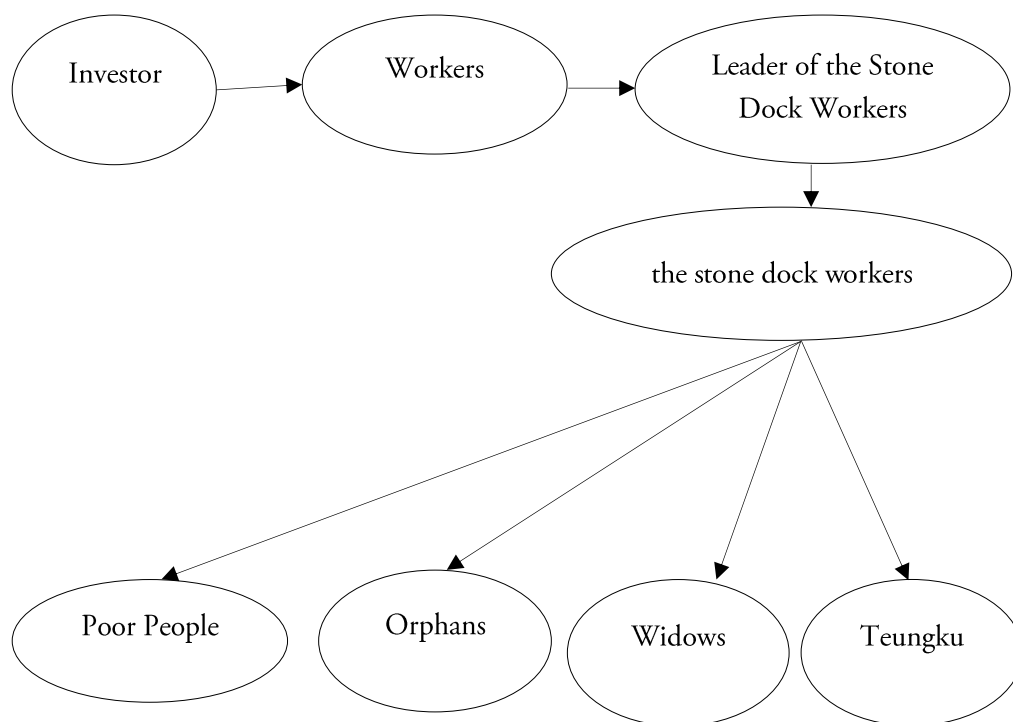 Investor
Workers
Leader of the Stone
Dock Workers
the stone dock workers
Poor People
Orphans
Widows
Teungku